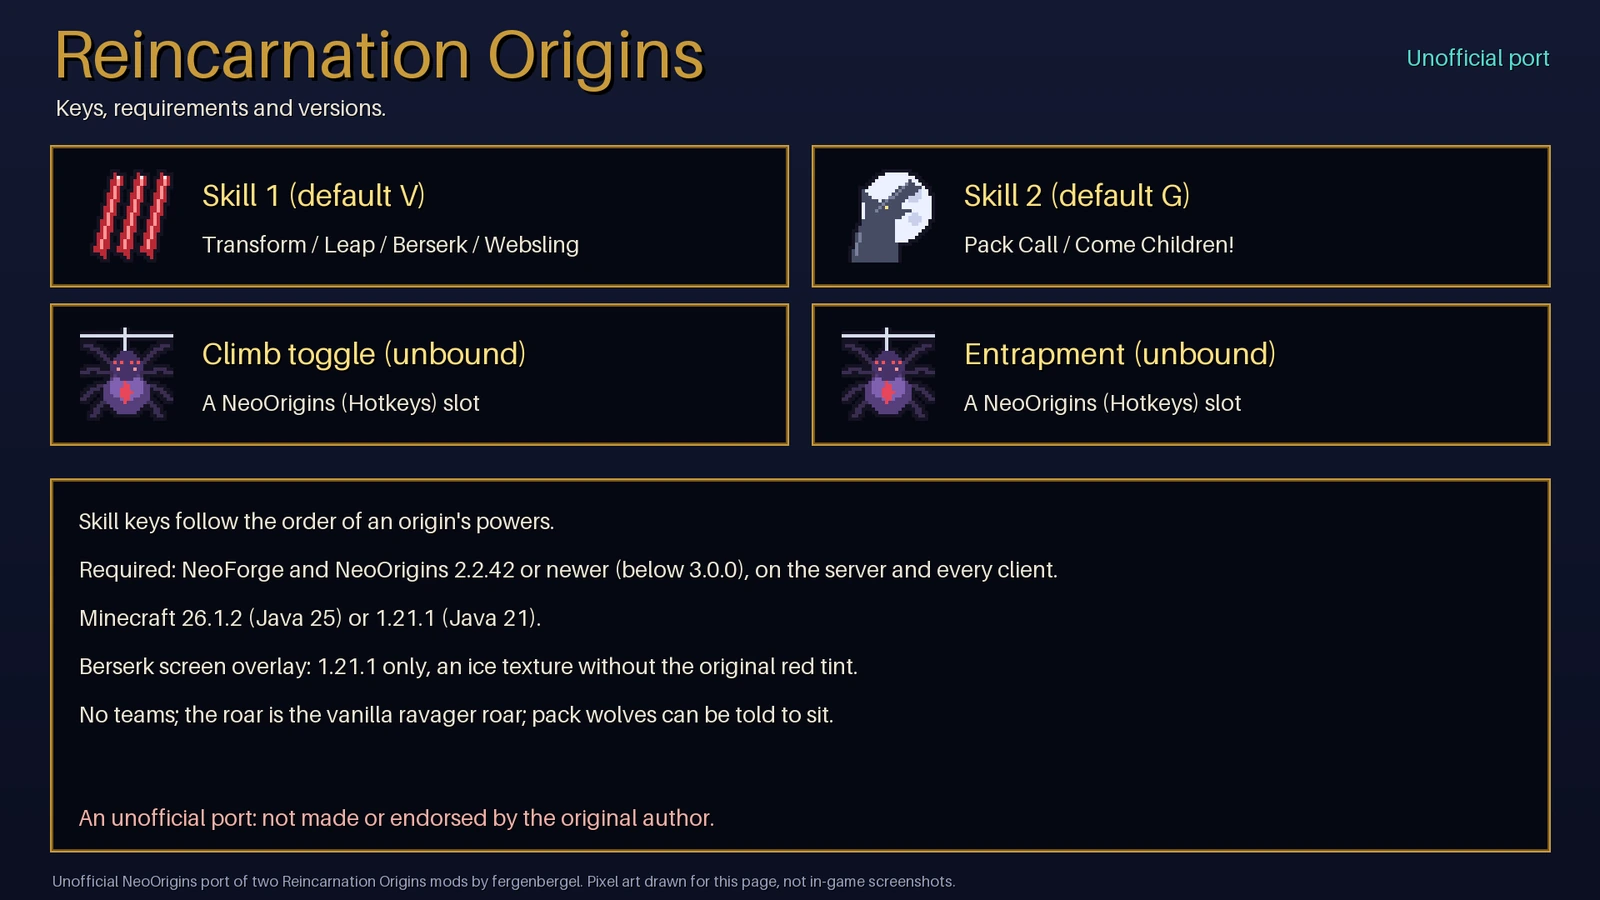 Reincarnation Origins
Unofficial port
Keys, requirements and versions.
Skill 1 (default V)
Transform / Leap / Berserk / Websling
Skill 2 (default G)
Pack Call / Come Children!
Climb toggle (unbound)
A NeoOrigins (Hotkeys) slot
Entrapment (unbound)
A NeoOrigins (Hotkeys) slot
Skill keys follow the order of an origin's powers.
Required: NeoForge and NeoOrigins 2.2.42 or newer (below 3.0.0), on the server and every client.
Minecraft 26.1.2 (Java 25) or 1.21.1 (Java 21).
Berserk screen overlay: 1.21.1 only, an ice texture without the original red tint.
No teams; the roar is the vanilla ravager roar; pack wolves can be told to sit.
An unofficial port: not made or endorsed by the original author.
Unofficial NeoOrigins port of two Reincarnation Origins mods by fergenbergel. Pixel art drawn for this page, not in-game screenshots.